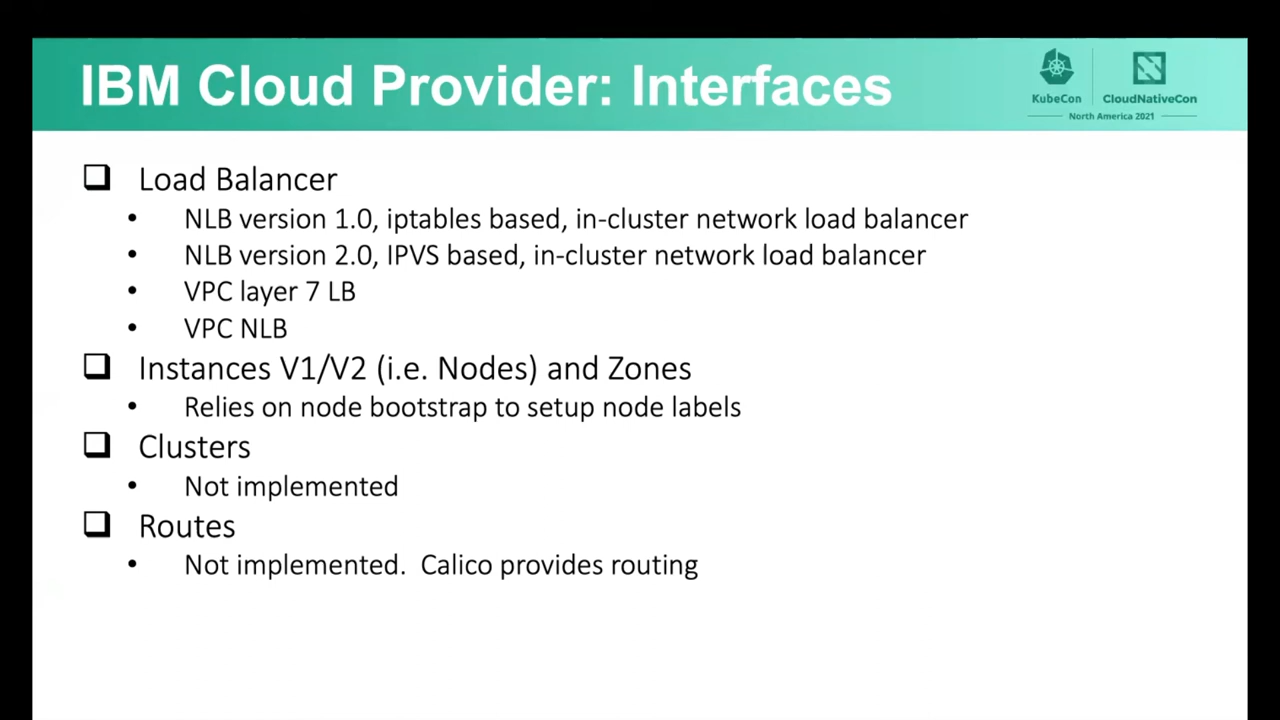 IBM Cloud Provider: Interfaces
KubeCon
CloudNativeCon
North America 2021
Load Balancer
• NLB version 1.0, iptables based, in-cluster network load balancer
• NLB version 2.0, IPVS based, in-cluster network load balancer
• VPC layer 7 LB
• VPC NLB
Instances V1/V2 (i.e. Nodes) and Zones
• Relies on node bootstrap to setup node labels
Clusters
• Not implemented
Routes
• Not implemented.  Calico provides routing